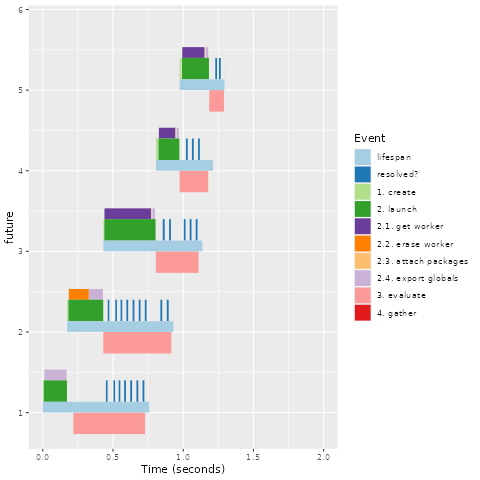 6
5
4
3
2
1
future
0.0
0.5
1.0
1.5
2.0
Time (seconds)
Event
lifespan
resolved?
1. create
2. launch
2.1. get worker
2.2. erase worker
2.3. attach packages
2.4. export globals
3. evaluate
4. gather